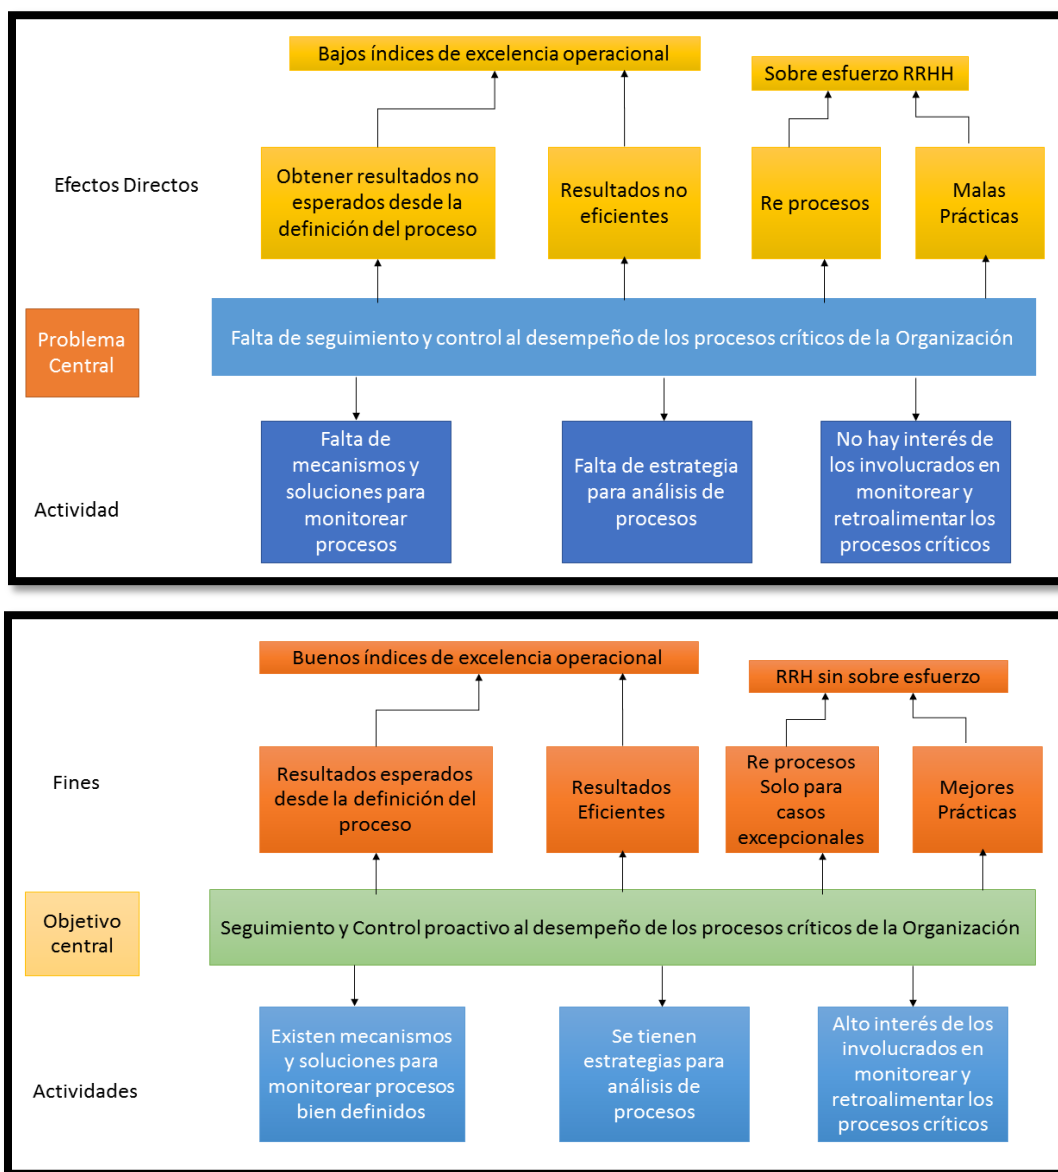 Bajos índices de excelencia operacional
Sobre esfuerzo RRHH
Efectos Directos
Obtener resultados no
esperados desde la
definición del proceso
Resultados no
eficientes
Re procesos
Malas
Prácticas
Problema
Central
Falta de seguimiento y control al desempeño de los procesos críticos de la Organización
Actividad
Falta de
mecanismos y
soluciones para
monitorear
procesos
Falta de estrategia
para análisis de
procesos
No hay interés de
los involucrados en
monitorear y
retroalimentar los
procesos críticos
Buenos índices de excelencia operacional
RRH sin sobre esfuerzo
Fines
Resultados esperados
desde la definición del
proceso
Resultados
Eficientes
Re procesos
Solo para
casos
excepcionales
Mejores
Prácticas
Objetivo
central
Seguimiento y Control proactivo al desempeño de los procesos críticos de la Organización
Actividades
Existen mecanismos
y soluciones para
monitorear procesos
bien definidos
Se tienen
estrategias para
análisis de
procesos
Alto interés de los
involucrados en
monitorear y
retroalimentar los
procesos críticos